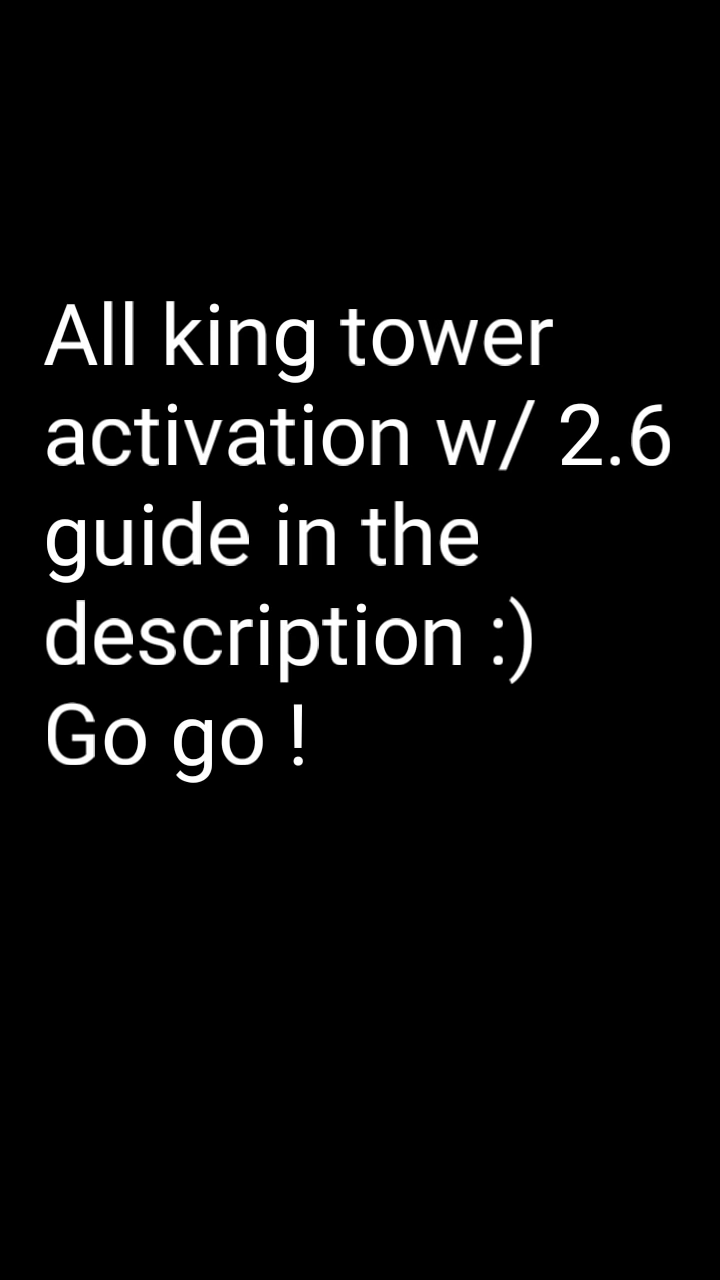 All king tower
activation w/ 2.6
guide in the
description :)
Go go !